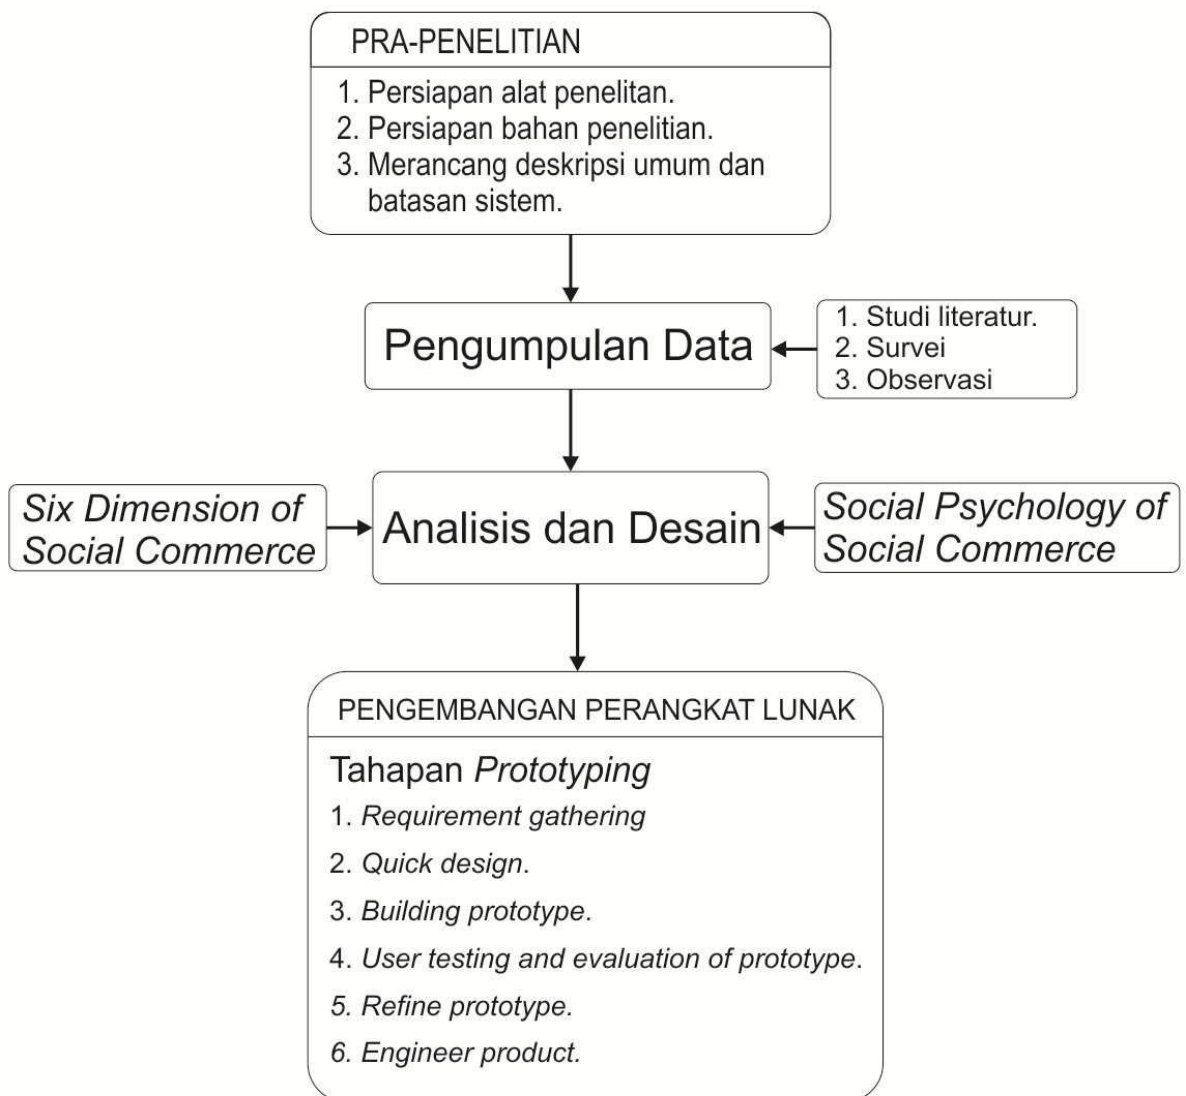 PRA-PENELITIAN
1. Persiapan alat penelitan.
2. Persiapan bahan penelitian.
3. Merancang deskripsi umum dan
batasan sistem.
Pengumpulan Data
1. Studi literatur.
2. Survei
3. Observasi
Six Dimension of
Social Commerce
Analisis dan Desain
Social Psychology of
Social Commerce
PENGEMBANGAN PERANGKAT LUNAK
Tahapan Prototyping
1. Requirement gathering
2. Quick design.
3. Building prototype.
4. User testing and evaluation of prototype.
5. Refine prototype.
6. Engineer product.